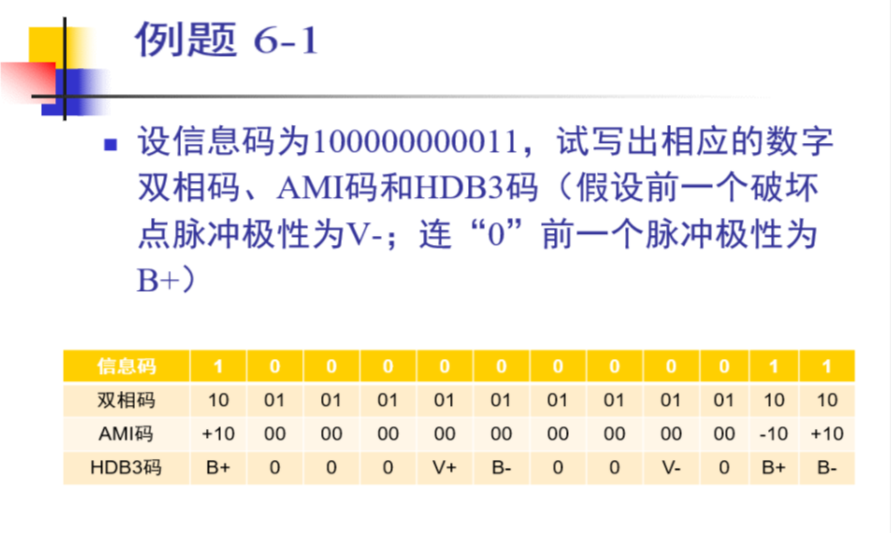 例题 6-1
设信息码为100000000011，试写出相应的数字
双相码、AMI码和HDB3码（假设前一个破坏
点脉冲极性为V-；连“0”前一个脉冲极性为
B+）
信息码 1 0 0 0 0 0 0 0 0 0 1 1
双相码 10 01 01 01 01 01 01 01 01 01 10 10
AMI码 +10 00 00 00 00 00 00 00 00 00 -10 +10
HDB3码 B+ 0 0 0 V+ B- 0 0 V- 0 B+ B-